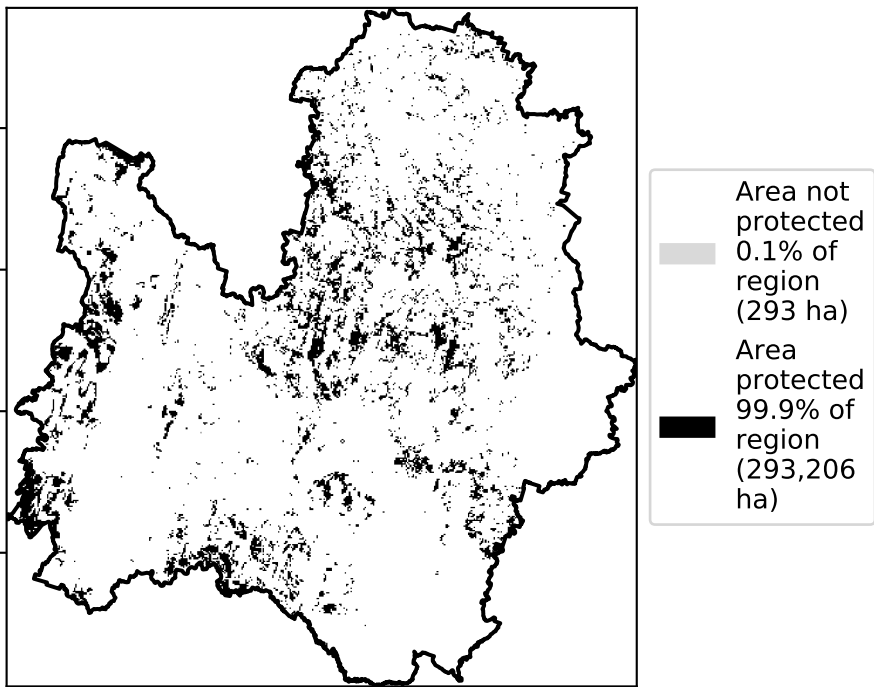 Area not
protected
0.1% of
region
(293 ha)
Area
protected
99.9% of
region
(293,206
ha)